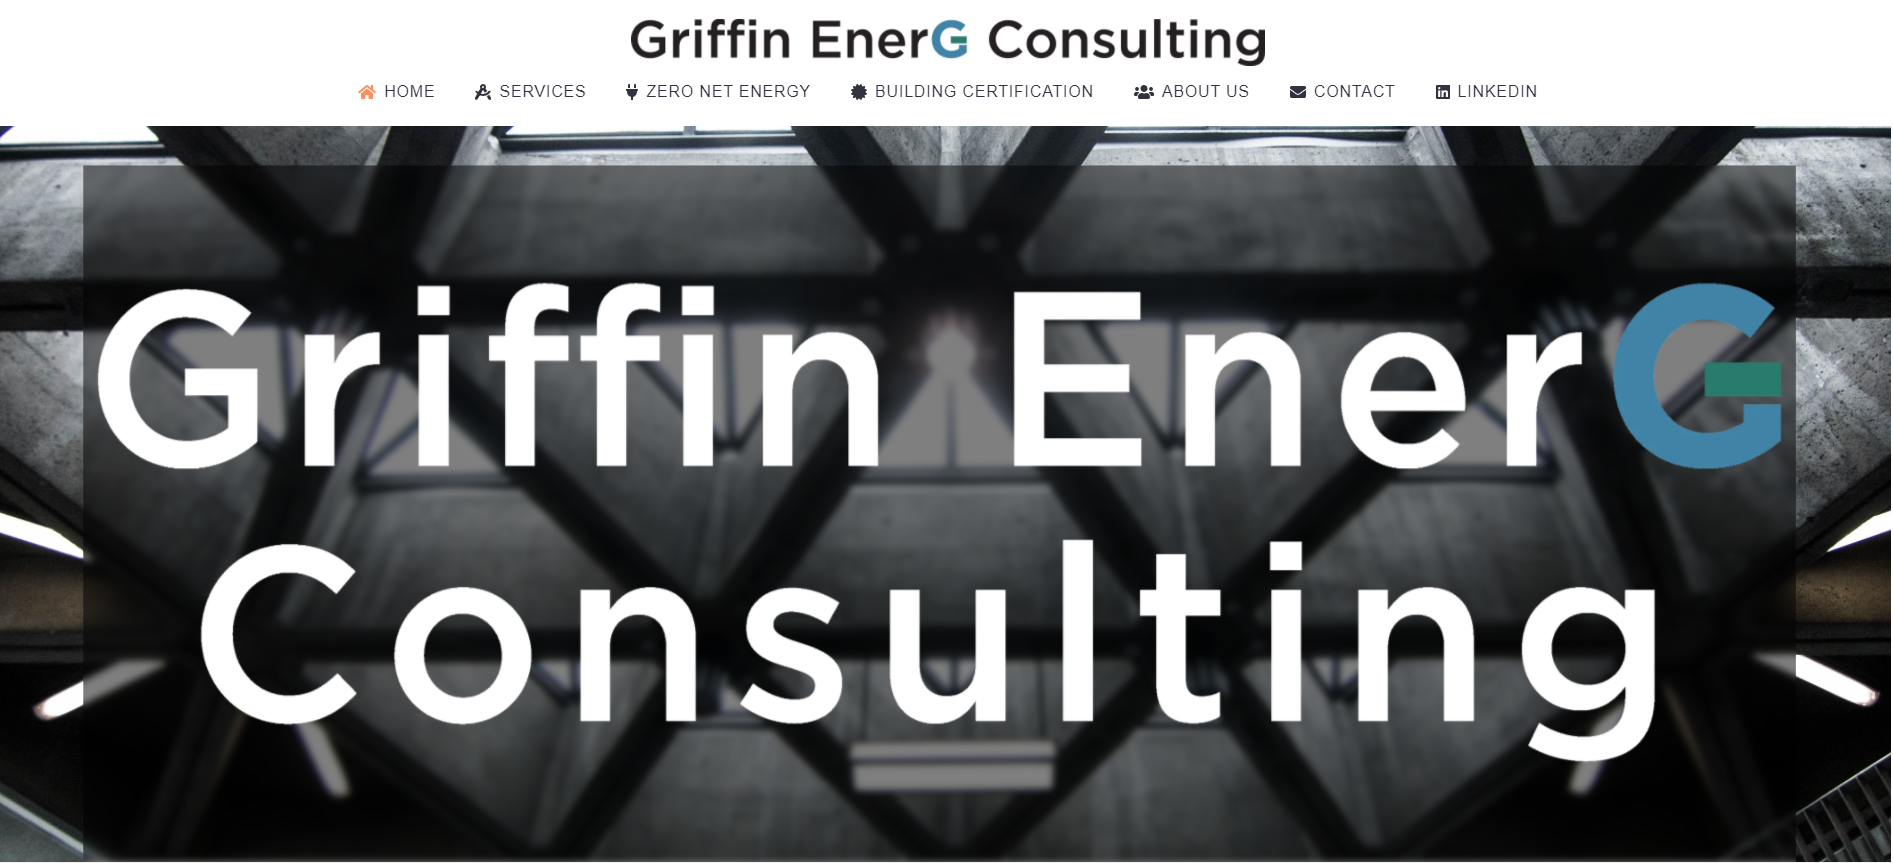 Griffin EnerG Consulting
HOME SERVICES ZERO NET ENERGY BUILDING CERTIFICATION ABOUT US CONTACT LINKEDIN
Griffin EnerG
Consulting